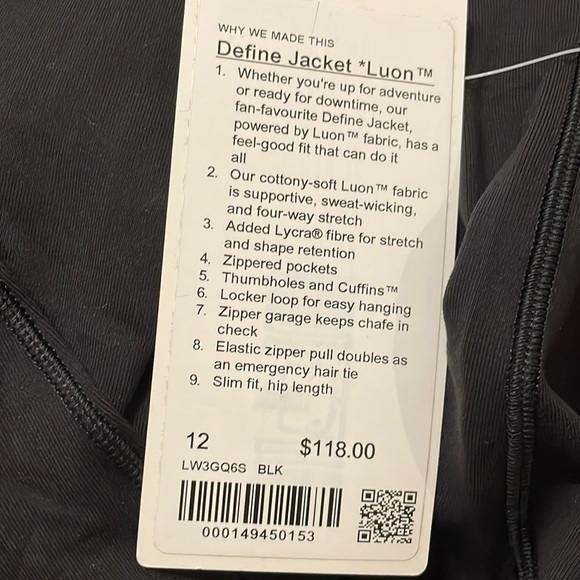 WHY WE MADE THIS
Define Jacket *Luon™
1. Whether you're up for adventure
or ready for downtime, our
fan-favourite Define Jacket,
powered by Luon™ fabric, has a
feel-good fit that can do it
all
2. Our cottony-soft Luon™ fabric
is supportive, sweat-wicking,
and four-way stretch
3. Added Lycra® fibre for stretch
and shape retention
4. Zippered pockets
5. Thumbholes and Cuffins™
6. Locker loop for easy hanging
7. Zipper garage keeps chafe in
check
8. Elastic zipper pull doubles as
an emergency hair tie
9. Slim fit, hip length
12 $118.00
LW3GQ6S BLK
000149450153